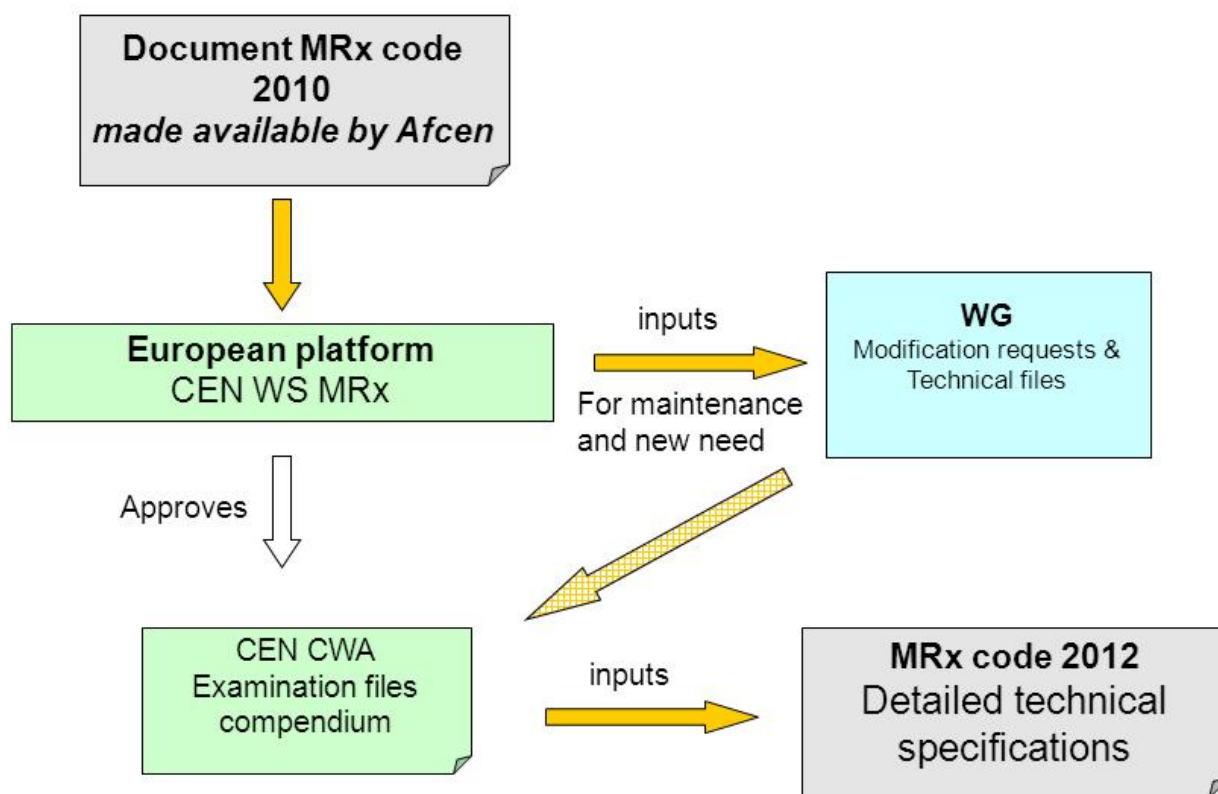 Document MRx code
2010
made available by Afcen
European platform
CEN WS MRx
inputs
For maintenance
and new need
WG
Modification requests &
Technical files
Approves
CEN CWA
Examination files
compendium
inputs
MRx code 2012
Detailed technical
specifications